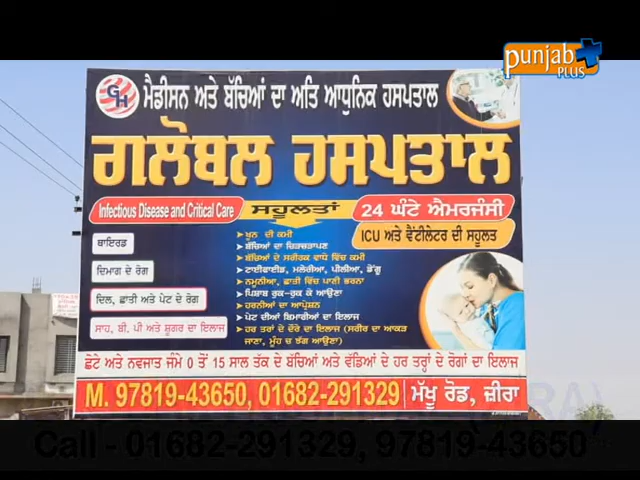 punjab
PLUS
GH
ਮੈਡੀਸਨ ਅਤੇ ਬੱਚਿਆਂ ਦਾ ਅਤਿ ਆਧੁਨਿਕ ਹਸਪਤਾਲ
ਗਲੋਬਲ ਹਸਪਤਾਲ
Infectious Disease and Critical Care
ਸਹੂਲਤਾਂ
24 ਘੰਟੇ ਐਮਰਜੰਸੀ
ICU ਅਤੇ ਵੈਂਟੀਲੇਟਰ ਦੀ ਸਹੂਲਤ
ਥਾਇਰਡ
ਦਿਮਾਗ ਦੇ ਰੋਗ
ਦਿਲ, ਛਾਤੀ ਅਤੇ ਪੇਟ ਦੇ ਰੋਗ
ਸਾਹ, ਬੀ. ਪੀ ਅਤੇ ਸ਼ੂਗਰ ਦਾ ਇਲਾਜ
ਖੂਨ ਦੀ ਕਮੀ
ਬੱਚਿਆਂ ਦਾ ਚਿੜਚੜਾਪਣ
ਬੱਚਿਆਂ ਦੇ ਸਰੀਰਕ ਵਾਧੇ ਵਿੱਚ ਕਮੀ
ਟਾਈਫਾਈਡ, ਮਲੇਰੀਆ, ਪੀਲੀਆ, ਡੇਂਗੂ
ਨਮੂਨੀਆ, ਛਾਤੀ ਵਿੱਚ ਪਾਣੀ ਭਰਨਾ
ਪਿਸ਼ਾਬ ਰੁਕ-ਰੁਕ ਕੇ ਆਉਣਾ
ਹਰਨੀਆਂ ਦਾ ਆਪ੍ਰੇਸ਼ਨ
ਪੇਟ ਦੀਆਂ ਬਿਮਾਰੀਆਂ ਦਾ ਇਲਾਜ
ਹਰ ਤਰਾਂ ਦੇ ਦੌਰੇ ਦਾ ਇਲਾਜ (ਸਰੀਰ ਦਾ ਆਕੜ
ਜਾਣਾ, ਮੂੰਹ ਚ ਝੱਗ ਆਉਣਾ)
ਛੋਟੇ ਅਤੇ ਨਵਜਾਤ ਜੰਮੇ 0 ਤੋਂ 15 ਸਾਲ ਤੱਕ ਦੇ ਬੱਚਿਆਂ ਅਤੇ ਵੱਡਿਆਂ ਦੇ ਹਰ ਤਰ੍ਹਾਂ ਦੇ ਰੋਗਾਂ ਦਾ ਇਲਾਜ
M. 97819-43650, 01682-291329 ਮੱਖੂ ਰੋਡ, ਜ਼ੀਰਾ
Call - 01682-291329, 97819-43650